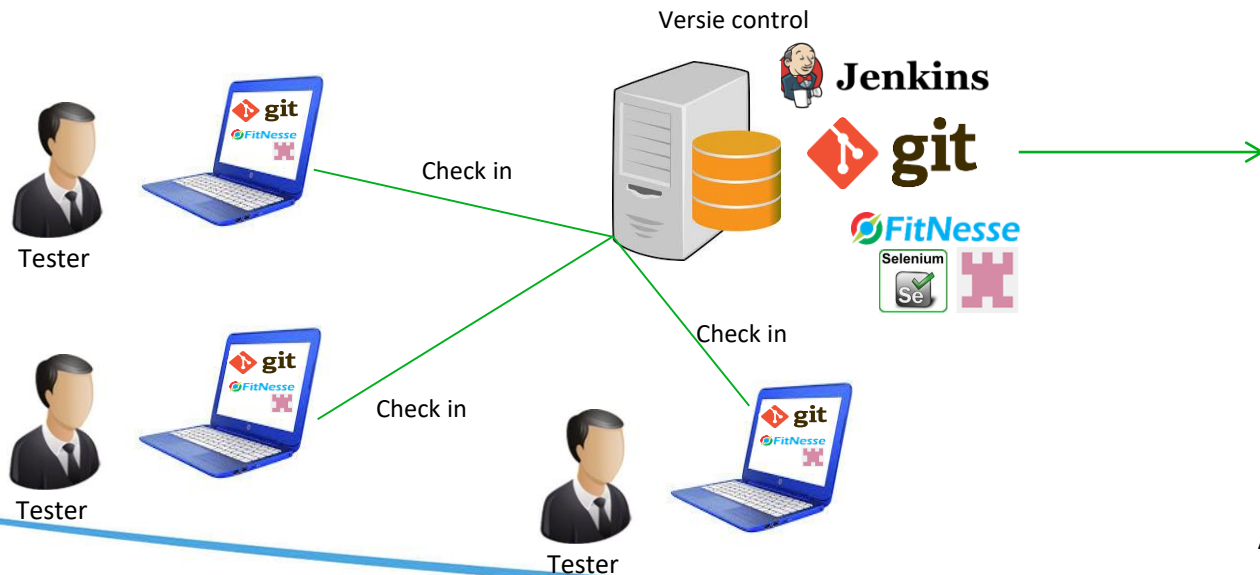 Versie control
Jenkins
git
FitNesse
Selenium
Se
git
FitNesse
Check in
Tester
git
FitNesse
Check in
Tester
Check in
git
FitNesse
Tester